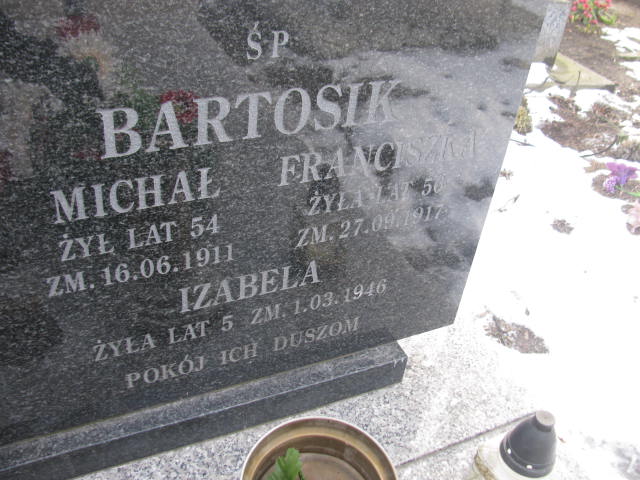 ŚP
BARTOSIK
MICHAŁ FRANCISZKA
ŻYŁ LAT 54 ŻYŁA LAT 56
ZM. 16.06.1911 ZM. 27.09.1917
IZABELA
ŻYŁA LAT 5 ZM. 1.03.1946
POKÓJ ICH DUSZOM